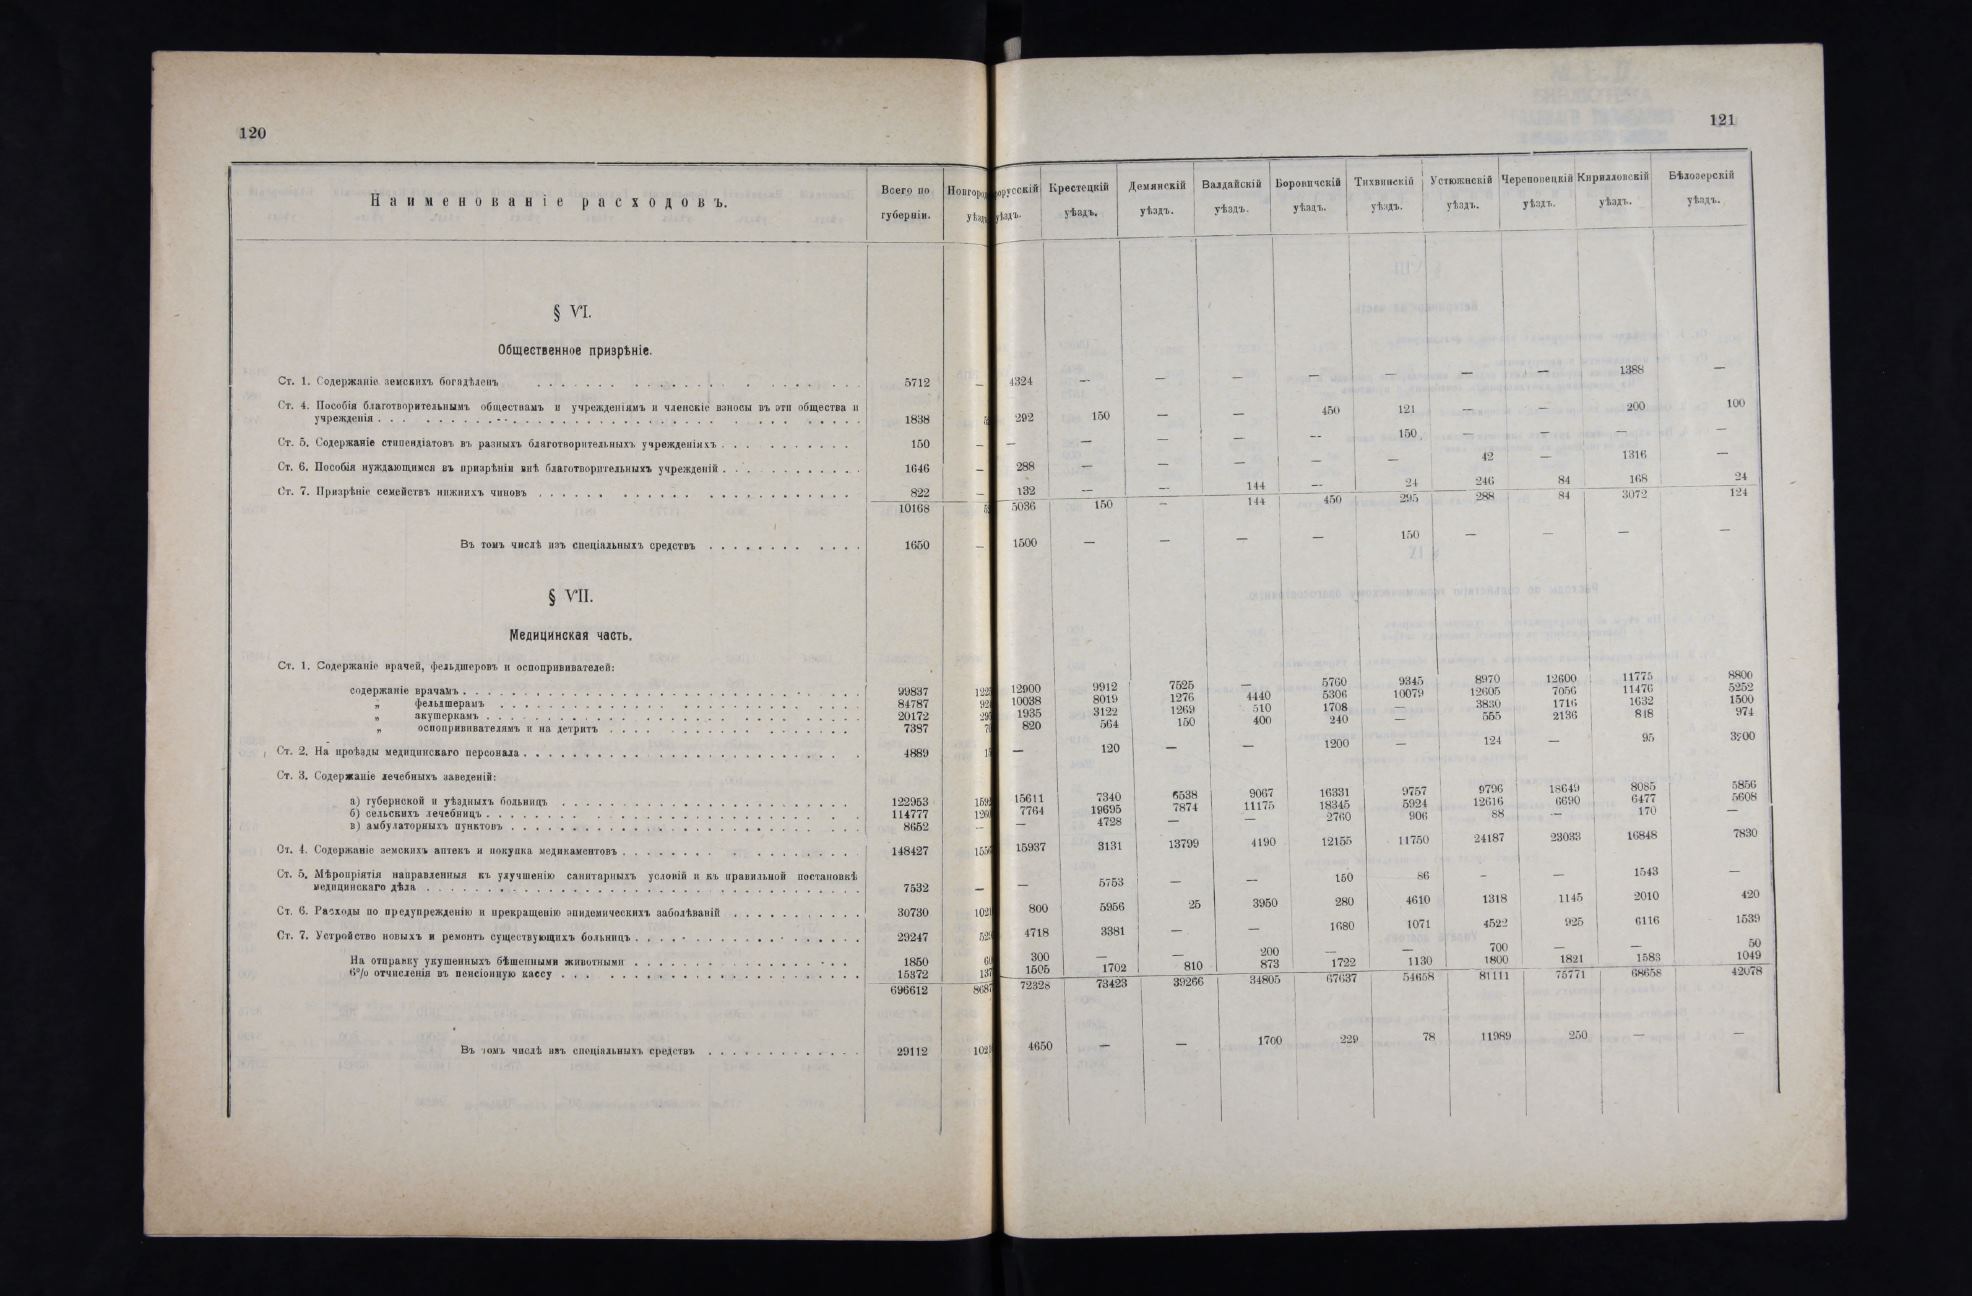 120
121
Наименованіе расходовъ. Всего по губерніи. уѣздъ. Крестецкій уѣздъ. Демянскій уѣздъ. Валдайскій уѣздъ. Боровичскій уѣздъ. Тихвинскій уѣздъ. Устюжнскій уѣздъ. Череповецкій уѣздъ. Кирилловскій уѣздъ. Бѣлозерскій уѣздъ.
§ VI.
Общественное призрѣніе.
Ст. 1. Содержаніе земскихъ богадѣленъ 5712 — 4324 — — — — — — — 1388 —
Ст. 4. Пособія благотворительнымъ обществамъ и учрежденіямъ и членскіе взносы въ эти общества и
учрежденія 1838 292 150 — — 450 121 — — 200 100
Ст. 5. Содержаніе стипендіатовъ въ разныхъ благотворительныхъ учрежденіяхъ 150 — — — — — — 150 — — — —
Ст. 6. Пособія нуждающимся въ призрѣніи внѣ благотворительныхъ учрежденій 1646 — 288 — — — — — 42 — 1316 —
Ст. 7. Призрѣніе семействъ нижнихъ чиновъ 822 — 132 — — 144 — 24 246 84 168 24
10168 5036 150 — 144 450 295 288 84 3072 124
Въ томъ числѣ изъ спеціальныхъ средствъ 1650 — 1500 — — — — 150 — — — —
§ VII.
Медицинская часть.
Ст. 1. Содержаніе врачей, фельдшеровъ и оспопрививателей:
содержаніе врачамъ 99837 12900 9912 7525 — 5760 9345 8970 12600 11775 8800
„ фельдшерамъ 84787 10038 8019 1276 4440 5306 10079 12605 7056 11476 5252
„ акушеркамъ 20172 1935 3122 1269 510 1708 — 3830 1716 1632 1500
„ оспопрививателямъ и на детритъ 7387 820 564 150 400 240 — 555 2136 848 974
Ст. 2. На проѣзды медицинскаго персонала 4889 — 120 — — 1200 — 124 — 95 3200
Ст. 3. Содержаніе лечебныхъ заведеній:
а) губернской и уѣздныхъ больницъ 122953 15611 7340 6538 9067 16331 9757 9796 18649 8085 5856
б) сельскихъ лечебницъ 114777 7764 19695 7874 11175 18345 5924 12616 6690 6477 5608
в) амбулаторныхъ пунктовъ 8652 — — 4728 — — 2760 906 88 — 170 —
Ст. 4. Содержаніе земскихъ аптекъ и покупка медикаментовъ 148427 15937 3131 13799 4190 12155 11750 24187 23033 16848 7830
Ст. 5. Мѣропріятія направленныя къ улучшенію санитарныхъ условій и къ правильной постановкѣ
медицинскаго дѣла 7532 — — 5753 — — 150 86 — — 1543 —
Ст. 6. Расходы по предупрежденію и прекращенію эпидемическихъ заболѣваній 30730 800 5956 25 3950 280 4610 1318 1145 2010 420
Ст. 7. Устройство новыхъ и ремонтъ существующихъ больницъ 29247 4718 3381 — — 1680 1071 4522 925 6116 1539
На отправку укушенныхъ бѣшенными животными 1850 300 — — 200 — — 700 — — 50
6% отчисленія въ пенсіонную кассу 15372 1505 1702 810 873 1722 1130 1800 1821 1583 1049
696612 72328 73423 39266 34805 67637 54658 81111 75771 68658 42078
Въ томъ числѣ изъ спеціальныхъ средствъ 29112 4650 — — 1700 229 78 11989 250 — —